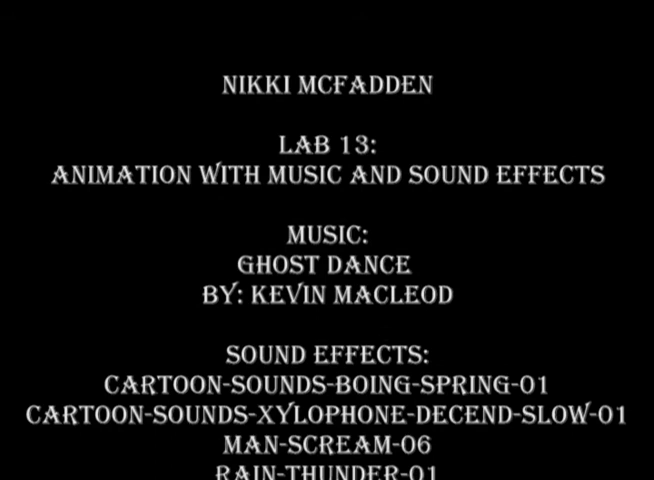 NIKKI MCFADDEN
LAB 13:
ANIMATION WITH MUSIC AND SOUND EFFECTS
MUSIC:
GHOST DANCE
BY: KEVIN MACLEOD
SOUND EFFECTS:
CARTOON-SOUNDS-BOING-SPRING-01
CARTOON-SOUNDS-XYLOPHONE-DECEND-SLOW-01
MAN-SCREAM-06
RAIN-THUNDER-01